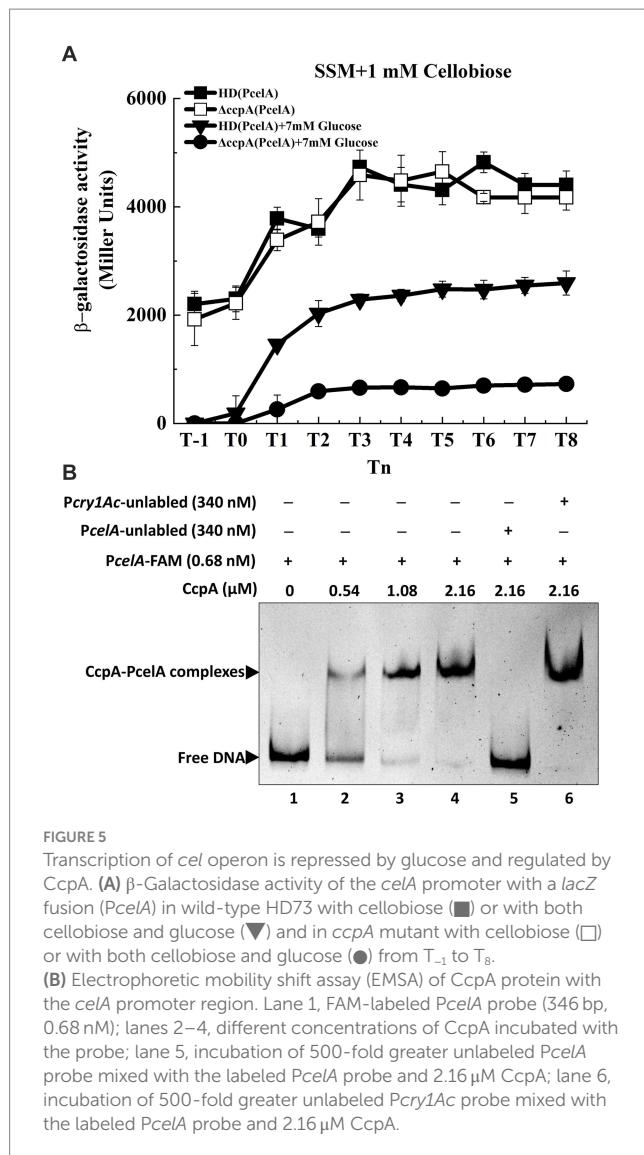 A
SSM+1 mM Cellobiose
HD(PcelA)
ΔccpA(PcelA)
HD(PcelA)+7mM Glucose
ΔccpA(PcelA)+7mM Glucose
β-galactosidase activity
(Miller Units)
6000
4000
2000
0
T-1 T0 T1 T2 T3 T4 T5 T6 T7 T8
Tn
B
Pcry1Ac-unlabled (340 nM) – – – – – +
PcelA-unlabled (340 nM) – – – – + –
PcelA-FAM (0.68 nM) + + + + + +
CcpA (μM) 0 0.54 1.08 2.16 2.16 2.16
CcpA-PcelA complexes
Free DNA
1 2 3 4 5 6
FIGURE 5
Transcription of cel operon is repressed by glucose and regulated by
CcpA. (A) β-Galactosidase activity of the celA promoter with a lacZ
fusion (PcelA) in wild-type HD73 with cellobiose (■) or with both
cellobiose and glucose (▼) and in ccpA mutant with cellobiose (□)
or with both cellobiose and glucose (●) from T₋₁ to T₈.
(B) Electrophoretic mobility shift assay (EMSA) of CcpA protein with
the celA promoter region. Lane 1, FAM-labeled PcelA probe (346 bp,
0.68 nM); lanes 2–4, different concentrations of CcpA incubated with
the probe; lane 5, incubation of 500-fold greater unlabeled PcelA
probe mixed with the labeled PcelA probe and 2.16 μM CcpA; lane 6,
incubation of 500-fold greater unlabeled Pcry1Ac probe mixed with
the labeled PcelA probe and 2.16 μM CcpA.